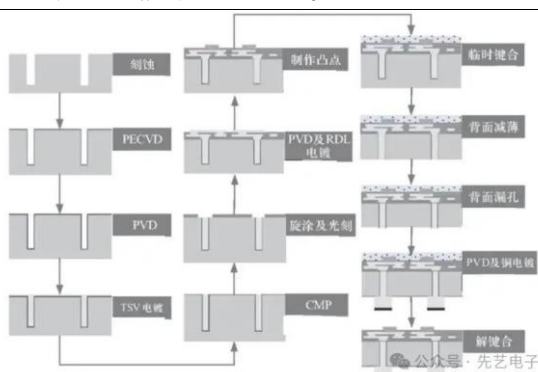 刻蚀
PECVD
PVD
TSV电镀
CMP
旋涂及光刻
PVD及RDL
电镀
制作凸点
临时键合
背面减薄
背面漏孔
PVD及铜电镀
解键合
公众号·先艺电子